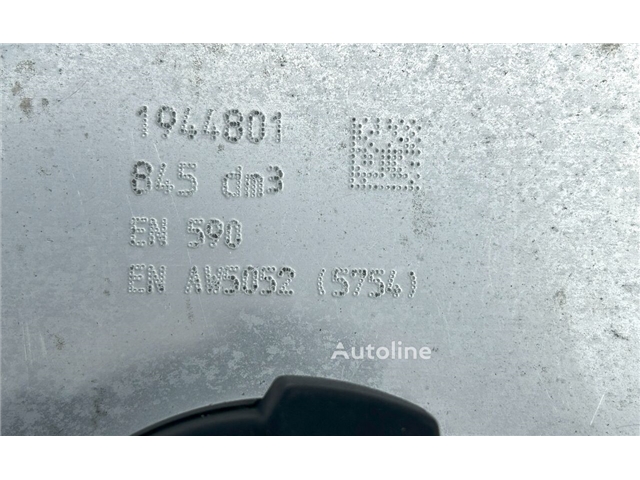 1944801
845 dm3
EN 590
EN AW5052 (5754)
Autoline